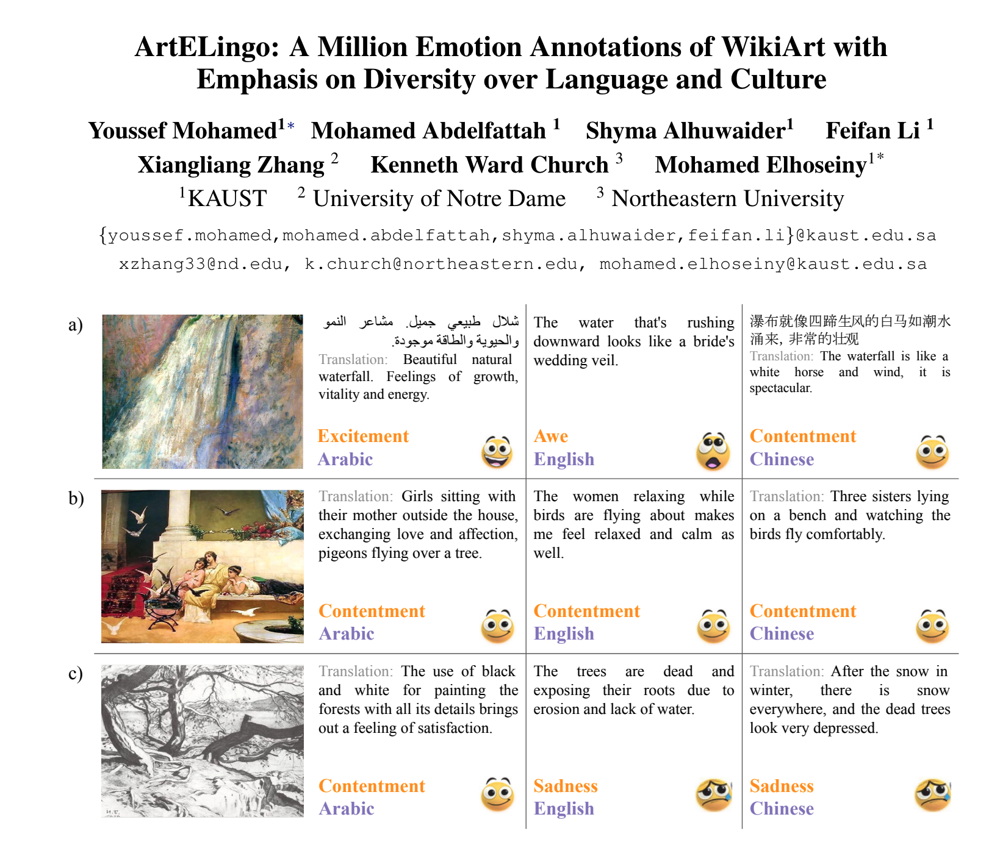 ArtELingo: A Million Emotion Annotations of WikiArt with
Emphasis on Diversity over Language and Culture
Youssef Mohamed1* Mohamed Abdelfattah 1 Shyma Alhuwaider1 Feifan Li 1
Xiangliang Zhang 2 Kenneth Ward Church 3 Mohamed Elhoseiny1*
1KAUST 2 University of Notre Dame 3 Northeastern University
{youssef.mohamed,mohamed.abdelfattah,shyma.alhuwaider,feifan.li}@kaust.edu.sa
xzhang33@nd.edu, k.church@northeastern.edu, mohamed.elhoseiny@kaust.edu.sa
a)
شلال طبيعي جميل. مشاعر النمو
والحيوية والطاقة موجودة.
Translation: Beautiful natural
waterfall. Feelings of growth,
vitality and energy.
Excitement
Arabic
The water that's rushing
downward looks like a bride's
wedding veil.
Awe
English
瀑布就像四蹄生风的白马如潮水
涌来, 非常的壮观
Translation: The waterfall is like a
white horse and wind, it is
spectacular.
Contentment
Chinese
b)
Translation: Girls sitting with
their mother outside the house,
exchanging love and affection,
pigeons flying over a tree.
Contentment
Arabic
The women relaxing while
birds are flying about makes
me feel relaxed and calm as
well.
Contentment
English
Translation: Three sisters lying
on a bench and watching the
birds fly comfortably.
Contentment
Chinese
c)
Translation: The use of black
and white for painting the
forests with all its details brings
out a feeling of satisfaction.
Contentment
Arabic
The trees are dead and
exposing their roots due to
erosion and lack of water.
Sadness
English
Translation: After the snow in
winter, there is snow
everywhere, and the dead trees
look very depressed.
Sadness
Chinese